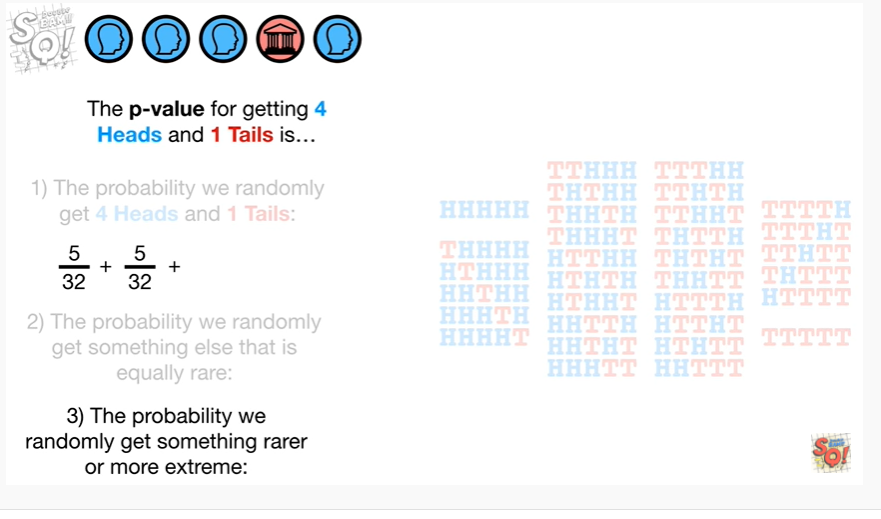 DOUBLE
BAM!!
SQ!
The p-value for getting 4
Heads and 1 Tails is...
1) The probability we randomly
get 4 Heads and 1 Tails:
5/32 + 5/32 +
2) The probability we randomly
get something else that is
equally rare:
3) The probability we
randomly get something rarer
or more extreme:
HHHHH
THHHH
HTHHH
HHTHH
HHHTH
HHHHT
TTHHH
THTHH
THHTH
THHHT
HTTHH
HTHTH
HTHHT
HHTTH
HHTHT
HHHTT
TTTHH
TTHTH
TTHHT
THTTH
THTHT
THHTT
HTTTH
HTTHT
HTHTT
HHTTT
TTTTH
TTTHT
TTHTT
THTTT
HTTTT
TTTTT
SQ!